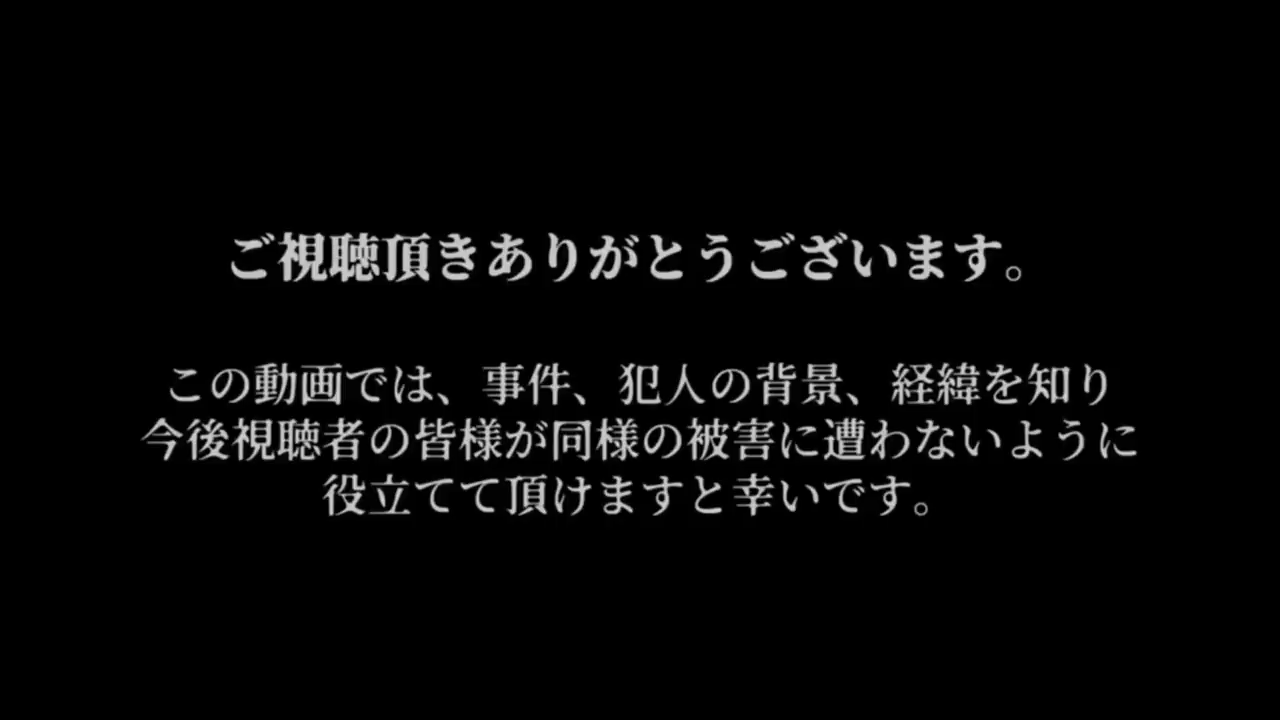 ご視聴頂きありがとうございます。
この動画では、事件、犯人の背景、経緯を知り
今後視聴者の皆様が同様の被害に遭わないように
役立てて頂けますと幸いです。